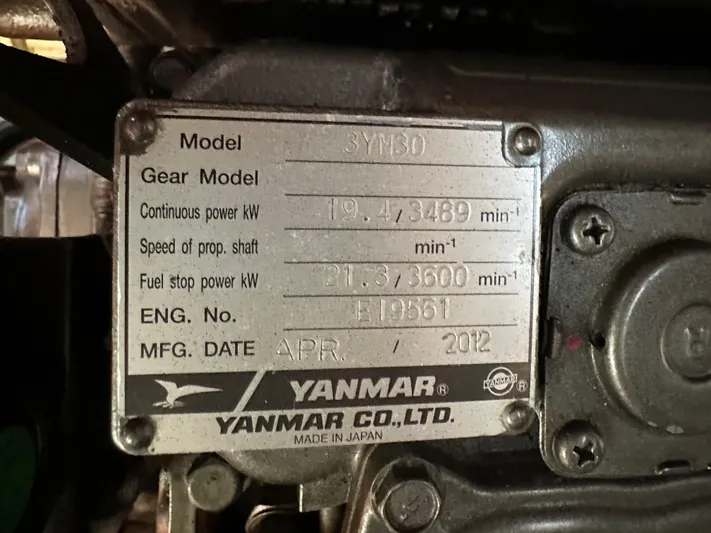 Model 3YM30
Gear Model
Continuous power kW 19.4/3489 min-1
Speed of prop. shaft min-1
Fuel stop power kW 21.3/3600 min-1
ENG. No. E19561
MFG. DATE APR. / 2012
YANMAR® YANMAR ®
YANMAR CO.,LTD.
MADE IN JAPAN